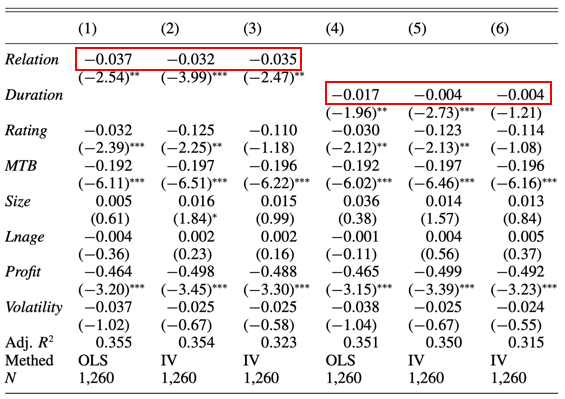 (1) (2) (3) (4) (5) (6)
Relation −0.037 −0.032 −0.035
(−2.54)** (−3.99)*** (−2.47)**
Duration −0.017 −0.004 −0.004
(−1.96)** (−2.73)*** (−1.21)
Rating −0.032 −0.125 −0.110 −0.030 −0.123 −0.114
(−2.39)*** (−2.25)** (−1.18) (−2.12)** (−2.13)** (−1.08)
MTB −0.192 −0.197 −0.196 −0.192 −0.197 −0.196
(−6.11)*** (−6.51)*** (−6.22)*** (−6.02)*** (−6.46)*** (−6.16)***
Size 0.005 0.016 0.015 0.036 0.014 0.013
(0.61) (1.84)* (0.99) (0.38) (1.57) (0.84)
Lnage −0.004 0.002 0.002 −0.001 0.004 0.005
(−0.36) (0.23) (0.16) (−0.11) (0.56) (0.37)
Profit −0.464 −0.498 −0.488 −0.465 −0.499 −0.492
(−3.20)*** (−3.45)*** (−3.30)*** (−3.15)*** (−3.39)*** (−3.23)***
Volatility −0.037 −0.025 −0.025 −0.038 −0.025 −0.024
(−1.02) (−0.67) (−0.58) (−1.04) (−0.67) (−0.55)
Adj. R² 0.355 0.354 0.323 0.351 0.350 0.315
Methed OLS IV IV OLS IV IV
N 1,260 1,260 1,260 1,260 1,260 1,260